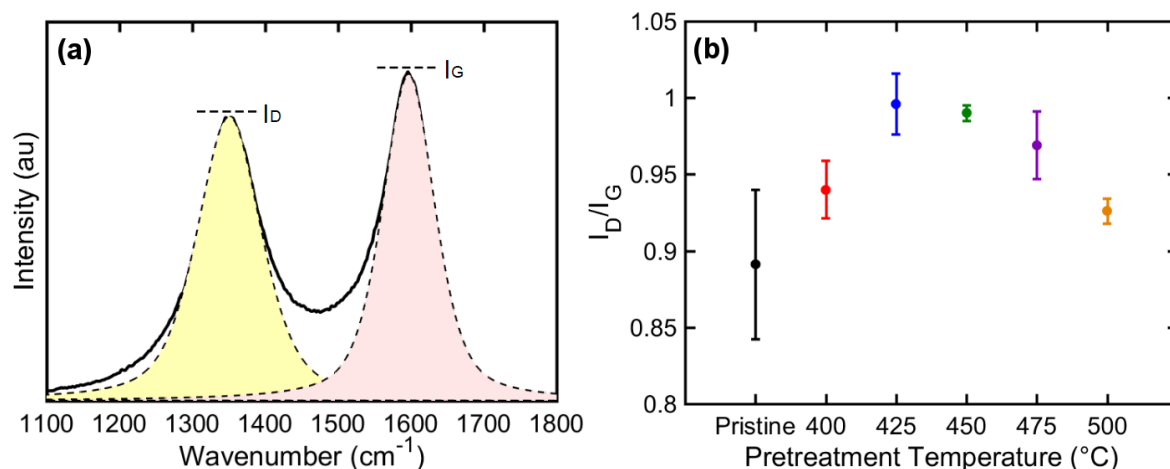 (a)
I_D
I_G
Intensity (au)
1100 1200 1300 1400 1500 1600 1700 1800
Wavenumber (cm⁻¹)
(b)
1.05
1
0.95
0.9
0.85
0.8
I_D/I_G
Pristine 400 425 450 475 500
Pretreatment Temperature (°C)